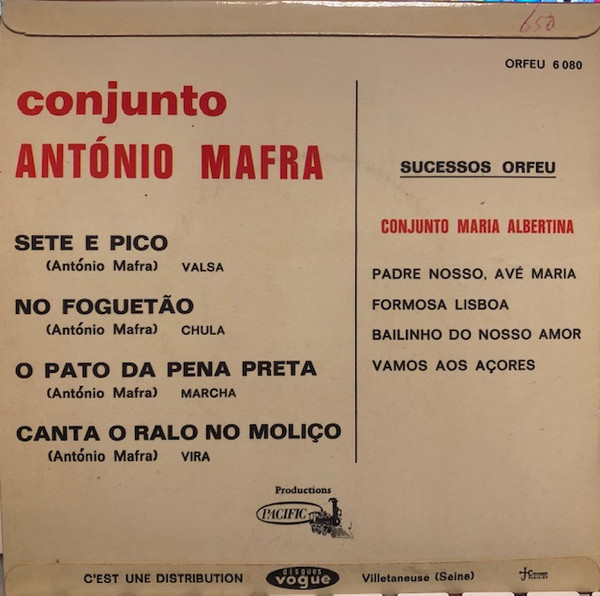 650
ORFEU 6 080
conjunto
ANTÓNIO MAFRA
SETE E PICO
(António Mafra) VALSA
NO FOGUETÃO
(António Mafra) CHULA
O PATO DA PENA PRETA
(António Mafra) MARCHA
CANTA O RALO NO MOLIÇO
(António Mafra) VIRA
SUCESSOS ORFEU
CONJUNTO MARIA ALBERTINA
PADRE NOSSO, AVÉ MARIA
FORMOSA LISBOA
BAILINHO DO NOSSO AMOR
VAMOS AOS AÇORES
Productions
PACIFIC
C'EST UNE DISTRIBUTION disques vogue Villetaneuse (Seine)